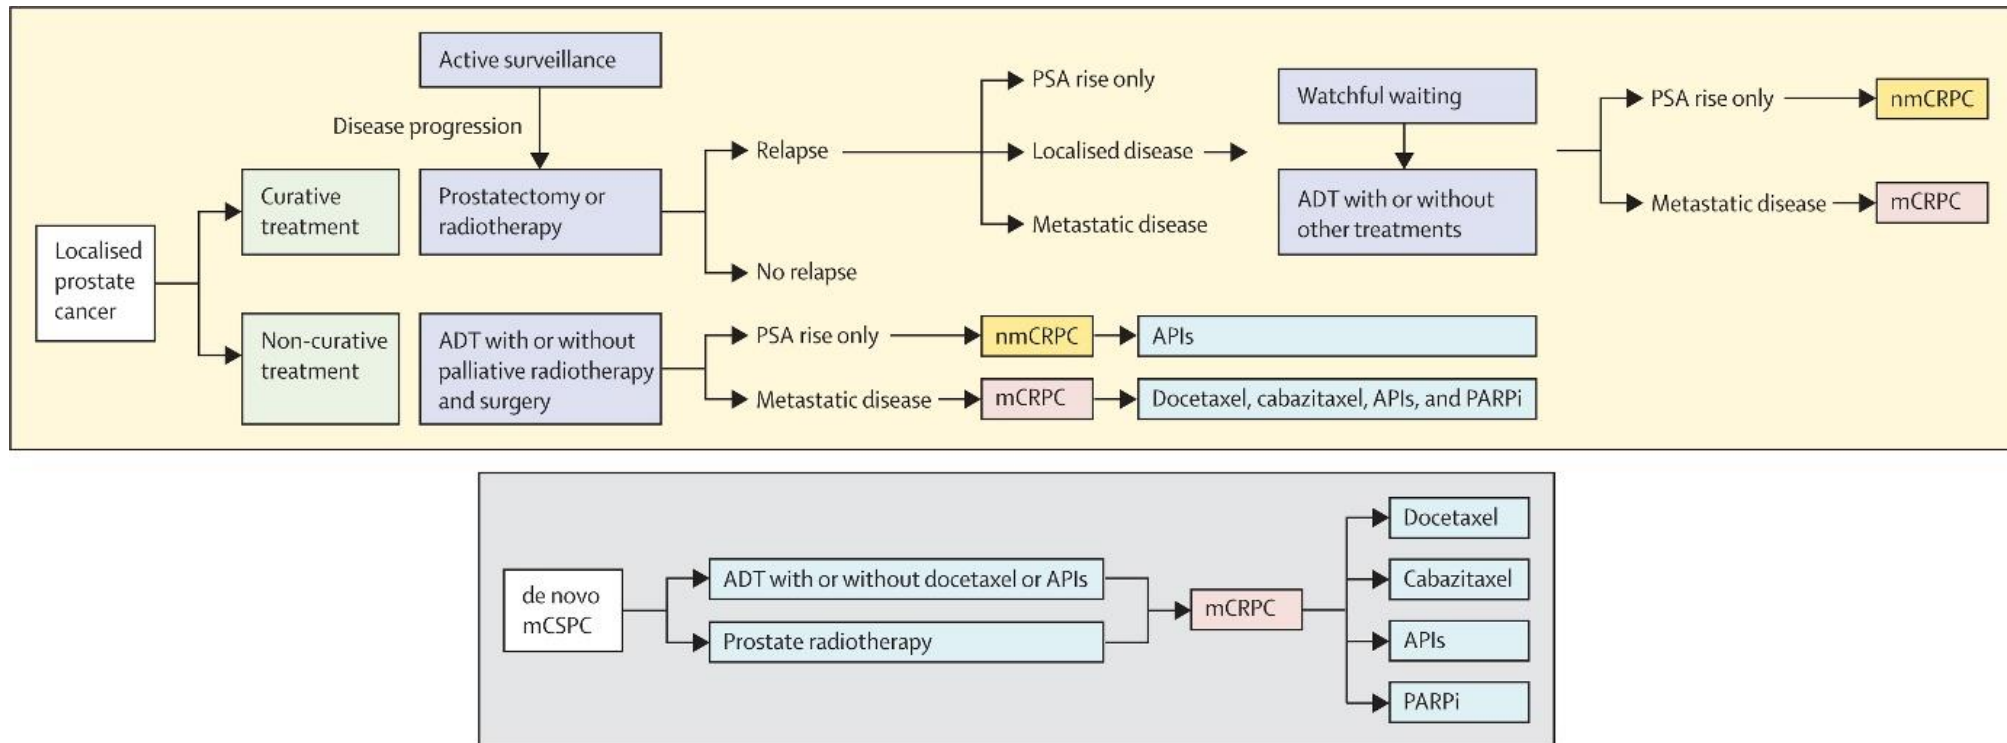 Active surveillance
Disease progression
Localised
prostate
cancer
Curative
treatment
Prostatectomy or
radiotherapy
Relapse
No relapse
PSA rise only
Localised disease
Metastatic disease
Watchful waiting
ADT with or without
other treatments
PSA rise only
nmCRPC
Metastatic disease
mCRPC
Non-curative
treatment
ADT with or without
palliative radiotherapy
and surgery
PSA rise only
nmCRPC
APIs
Metastatic disease
mCRPC
Docetaxel, cabazitaxel, APIs, and PARPi
de novo
mCSPC
ADT with or without docetaxel or APIs
Prostate radiotherapy
mCRPC
Docetaxel
Cabazitaxel
APIs
PARPi